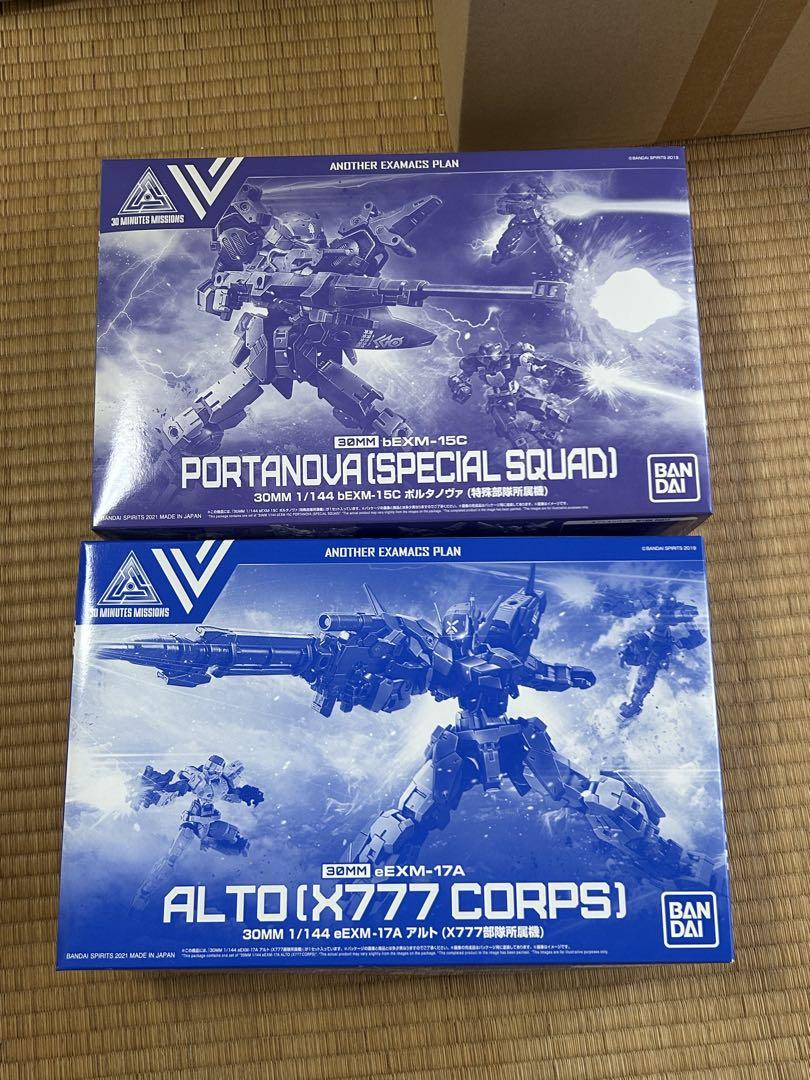 ANOTHER EXAMACS PLAN
©BANDAI SPIRITS 2019
30 MINUTES MISSIONS
30MM bEXM-15C
PORTANOVA (SPECIAL SQUAD)
30MM 1/144 bEXM-15C ポルタノヴァ (特殊部隊所属機)
BANDAI SPIRITS 2021 MADE IN JAPAN
BAN
DAI
ANOTHER EXAMACS PLAN
©BANDAI SPIRITS 2019
30 MINUTES MISSIONS
30MM eEXM-17A
ALTO (X777 CORPS)
30MM 1/144 eEXM-17A アルト (X777部隊所属機)
BANDAI SPIRITS 2021 MADE IN JAPAN
BAN
DAI